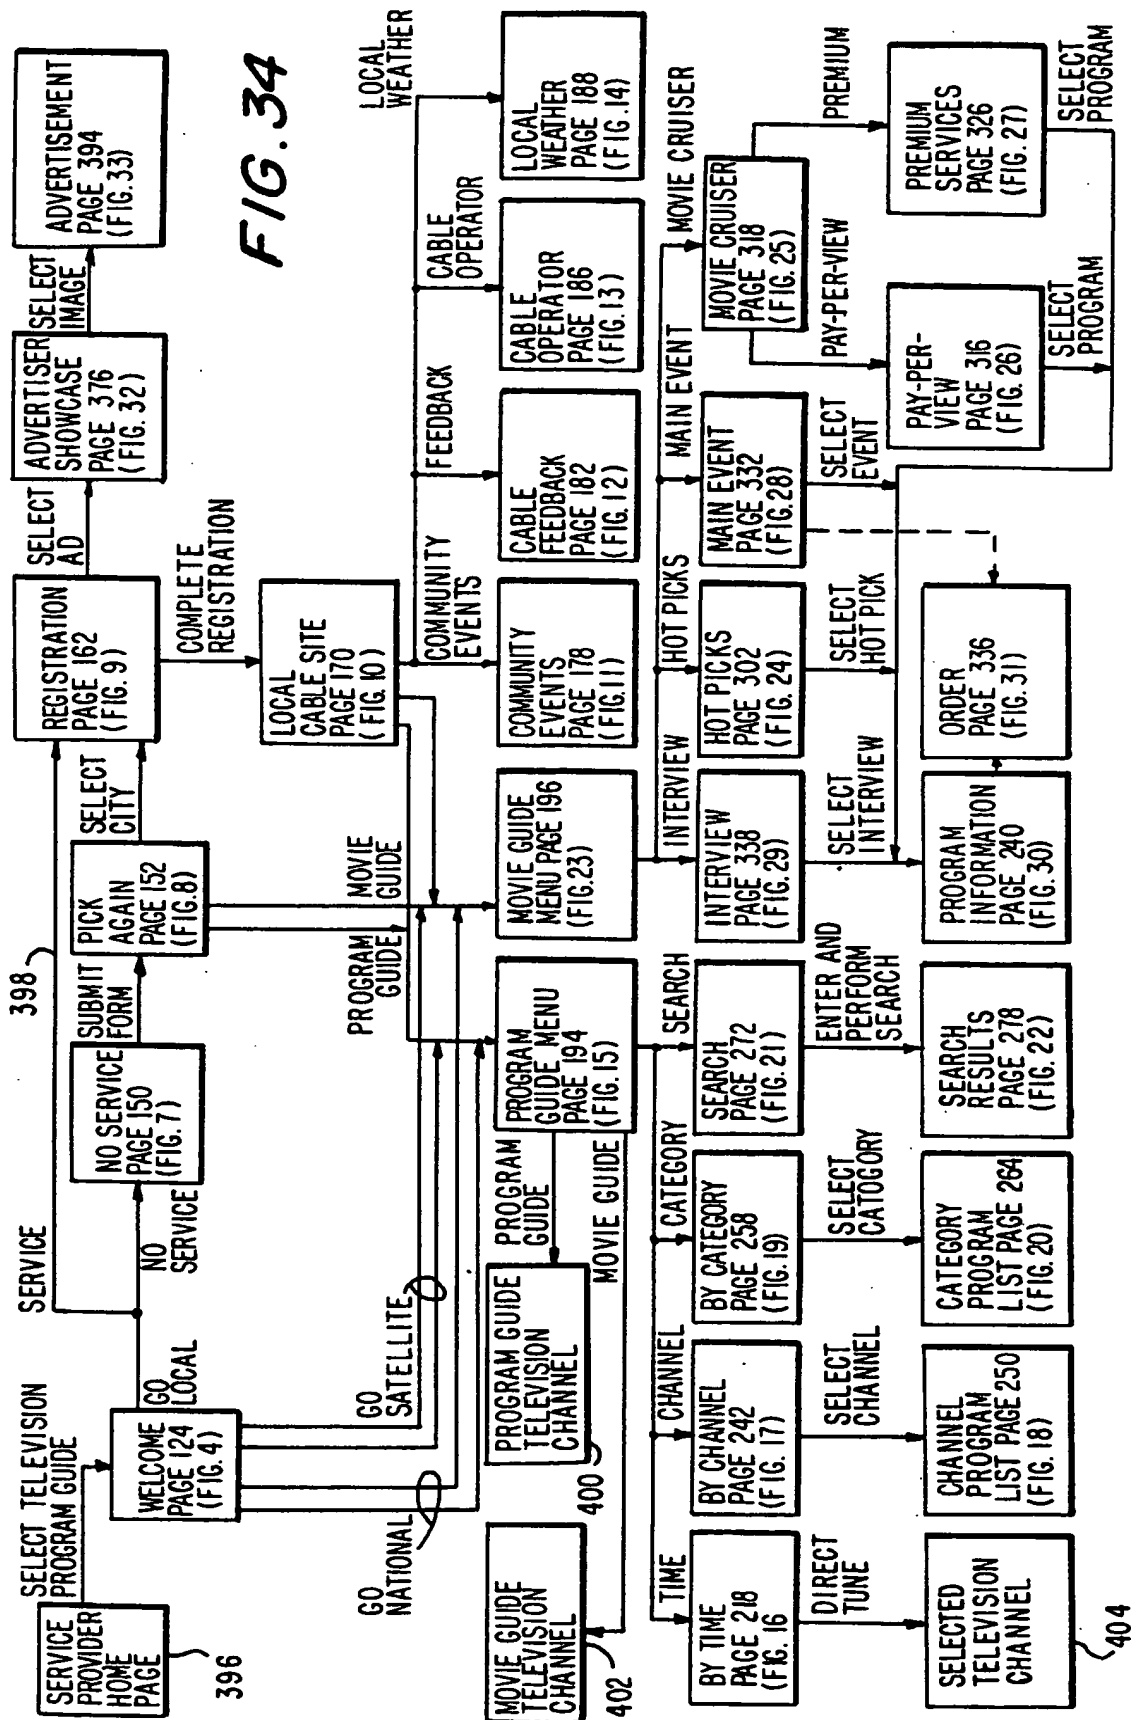 FIG. 34
SERVICE
PROVIDER
HOME
PAGE
396
SELECT TELEVISION
PROGRAM GUIDE
WELCOME
PAGE 124
(FIG. 4)
GO
LOCAL
SERVICE
398
NO
SERVICE
NO SERVICE
PAGE 150
(FIG. 7)
SUBMIT
FORM
PICK
AGAIN
PAGE 152
(FIG. 8)
SELECT
CITY
REGISTRATION
PAGE 162
(FIG. 9)
SELECT
AD
ADVERTISER
SHOWCASE
PAGE 376
(FIG. 32)
SELECT
IMAGE
ADVERTISEMENT
PAGE 394
(FIG. 33)
COMPLETE
REGISTRATION
LOCAL
CABLE SITE
PAGE 170
(FIG. 10)
GO
NATIONAL
GO
SATELLITE
PROGRAM
GUIDE
MOVIE
GUIDE
COMMUNITY
EVENTS
FEEDBACK
CABLE
OPERATOR
LOCAL
WEATHER
MOVIE GUIDE
TELEVISION
CHANNEL
402
PROGRAM GUIDE
TELEVISION
CHANNEL
400
PROGRAM
GUIDE
MOVIE GUIDE
PROGRAM
GUIDE MENU
PAGE 194
(FIG. 15)
MOVIE GUIDE
MENU PAGE 196
(FIG. 23)
COMMUNITY
EVENTS
PAGE 178
(FIG. 11)
CABLE
FEEDBACK
PAGE 182
(FIG. 12)
CABLE
OPERATOR
PAGE 186
(FIG. 13)
LOCAL
WEATHER
PAGE 188
(FIG. 14)
TIME
CHANNEL
CATEGORY
SEARCH
INTERVIEW
HOT PICKS
MAIN EVENT
MOVIE CRUISER
BY TIME
PAGE 218
(FIG. 16
BY CHANNEL
PAGE 242
(FIG. 17)
BY CATEGORY
PAGE 258
(FIG. 19)
SEARCH
PAGE 272
(FIG. 21)
INTERVIEW
PAGE 338
(FIG. 29)
HOT PICKS
PAGE 302
(FIG. 24)
MAIN EVENT
PAGE 332
(FIG. 28)
MOVIE CRUISER
PAGE 318
(FIG. 25)
DIRECT
TUNE
SELECT
CHANNEL
SELECT
CATOGORY
ENTER AND
PERFORM
SEARCH
SELECT
INTERVIEW
SELECT
HOT PICK
SELECT
EVENT
PAY-PER-VIEW
PREMIUM
SELECTED
TELEVISION
CHANNEL
404
CHANNEL
PROGRAM
LIST PAGE 250
(FIG. 18)
CATEGORY
PROGRAM
LIST PAGE 264
(FIG. 20)
SEARCH
RESULTS
PAGE 278
(FIG. 22)
PROGRAM
INFORMATION
PAGE 240
(FIG. 30)
ORDER
PAGE 336
(FIG. 31)
PAY-PER-
VIEW
PAGE 316
(FIG. 26)
PREMIUM
SERVICES
PAGE 326
(FIG. 27)
SELECT
PROGRAM
SELECT
PROGRAM